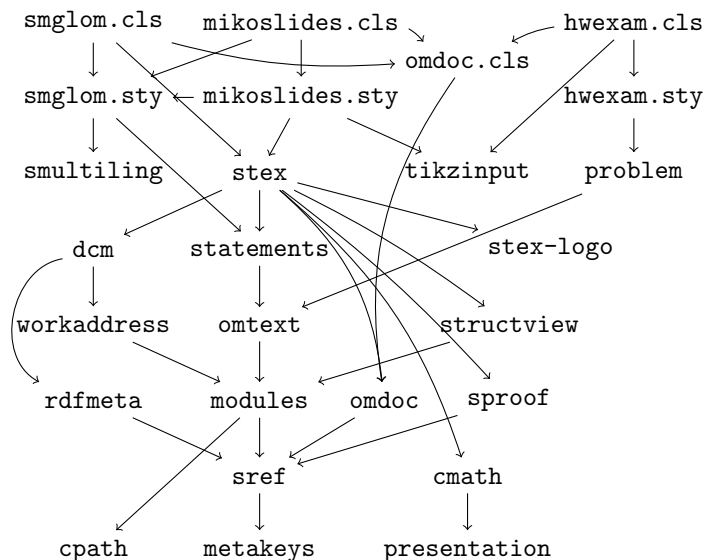 smglom.cls mikoslides.cls hwexam.cls
omdoc.cls
smglom.sty mikoslides.sty hwexam.sty
smultiling stex tikzinput problem
dcm statements stex-logo
workaddress omtext structview
rdfmeta modules omdoc sproof
sref cmath
cpath metakeys presentation